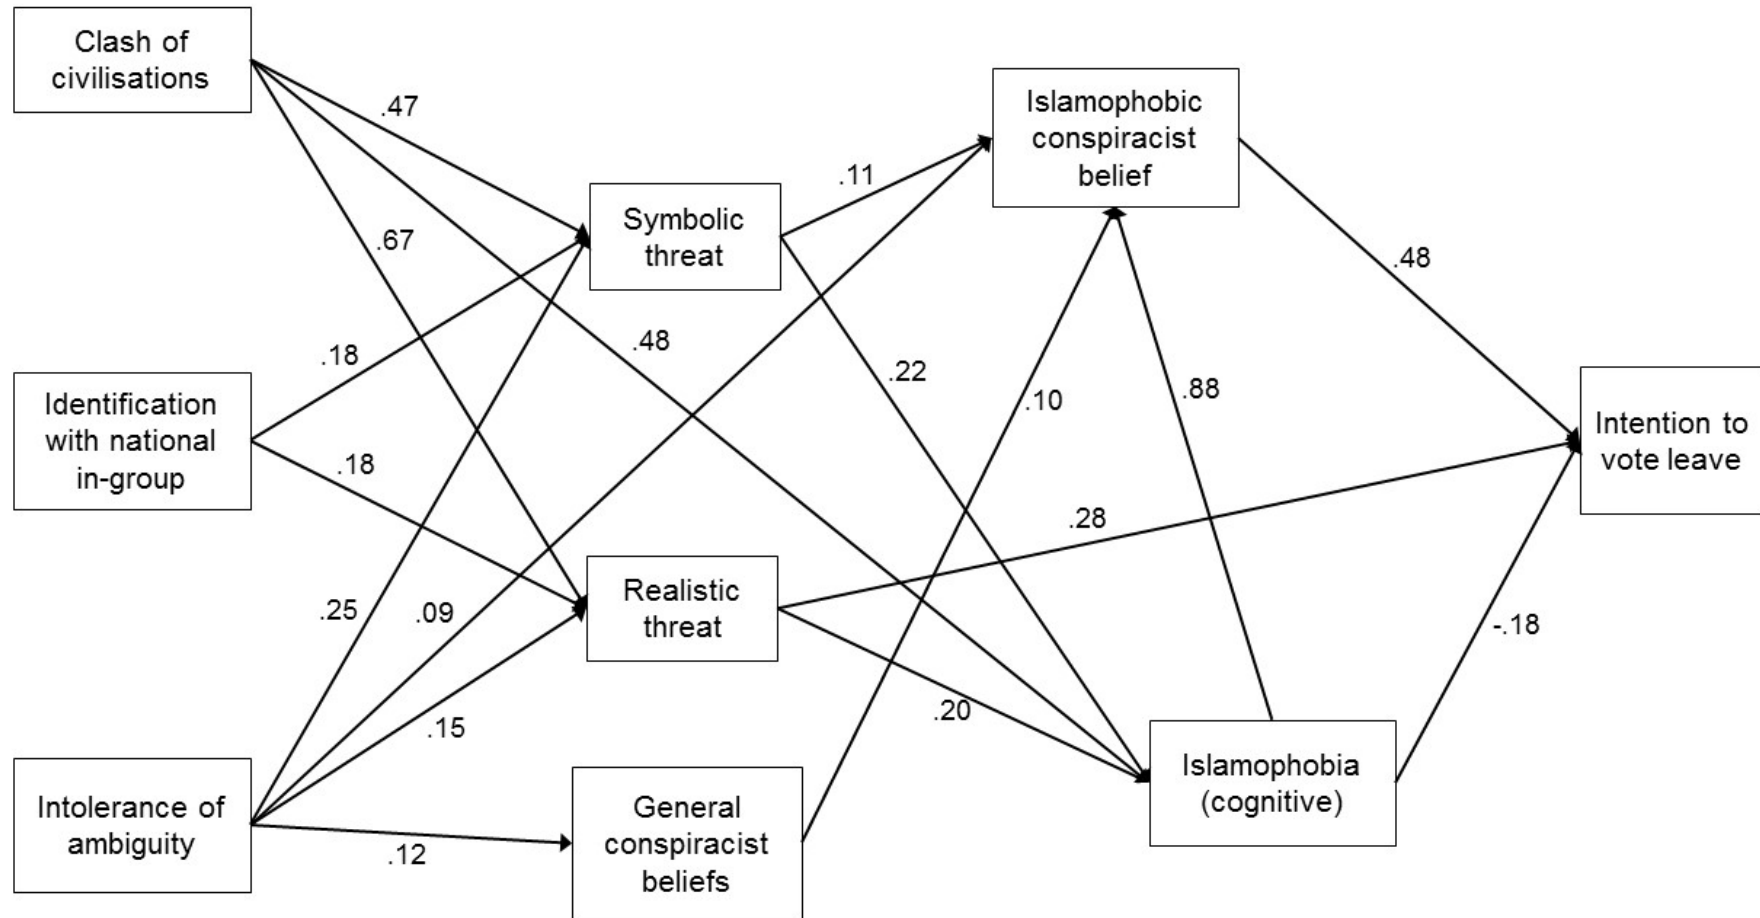 Clash of
civilisations
.47
Islamophobic
conspiracist
belief
Symbolic
threat
.11
.67
.48
.18
.48
.22
.10
.88
Identification
with national
in-group
Intention to
vote leave
.18
.28
Realistic
threat
.25
.09
-.18
.15
.20
Intolerance of
ambiguity
.12
General
conspiracist
beliefs
Islamophobia
(cognitive)